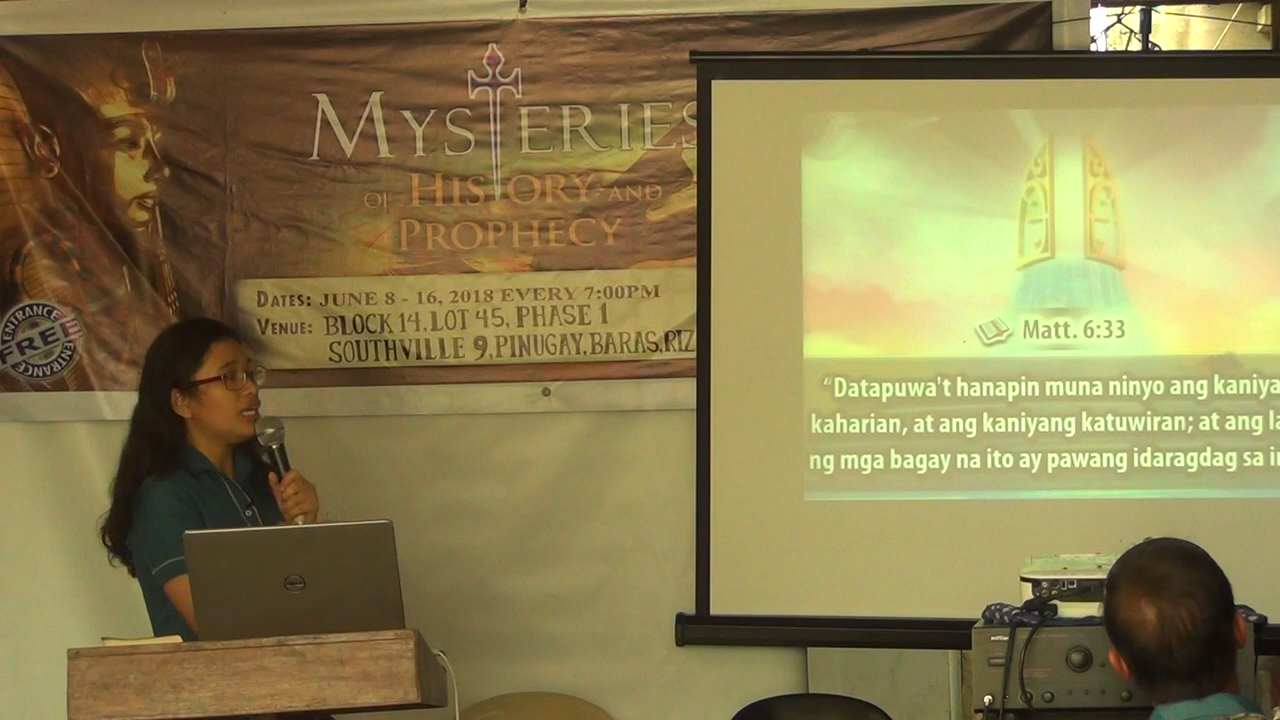 MYSTERIES
OF HISTORY AND
PROPHECY
DATES: JUNE 8 - 16, 2018 EVERY 7:00PM
VENUE: BLOCK 14, LOT 45, PHASE 1
SOUTHVILLE 9, PINUGAY, BARAS, RIZ
ENTRANCE
FREE
ENTRANCE
Matt. 6:33
“Datapuwa't hanapin muna ninyo ang kaniya
kaharian, at ang kaniyang katuwiran; at ang la
ng mga bagay na ito ay pawang idaragdag sa in
DELL